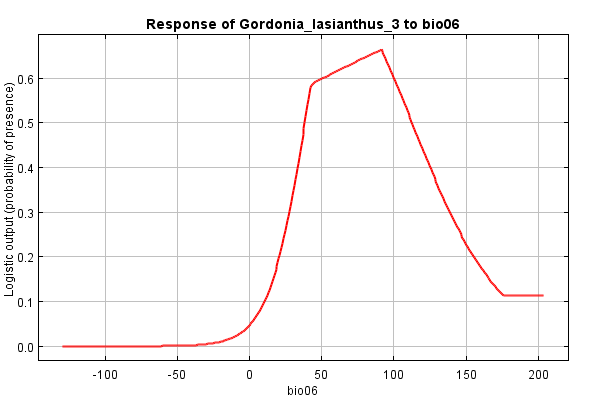 Response of Gordonia_lasianthus_3 to bio06
Logistic output (probability of presence)
0.6
0.5
0.4
0.3
0.2
0.1
0.0
-100 -50 0 50 100 150 200
bio06